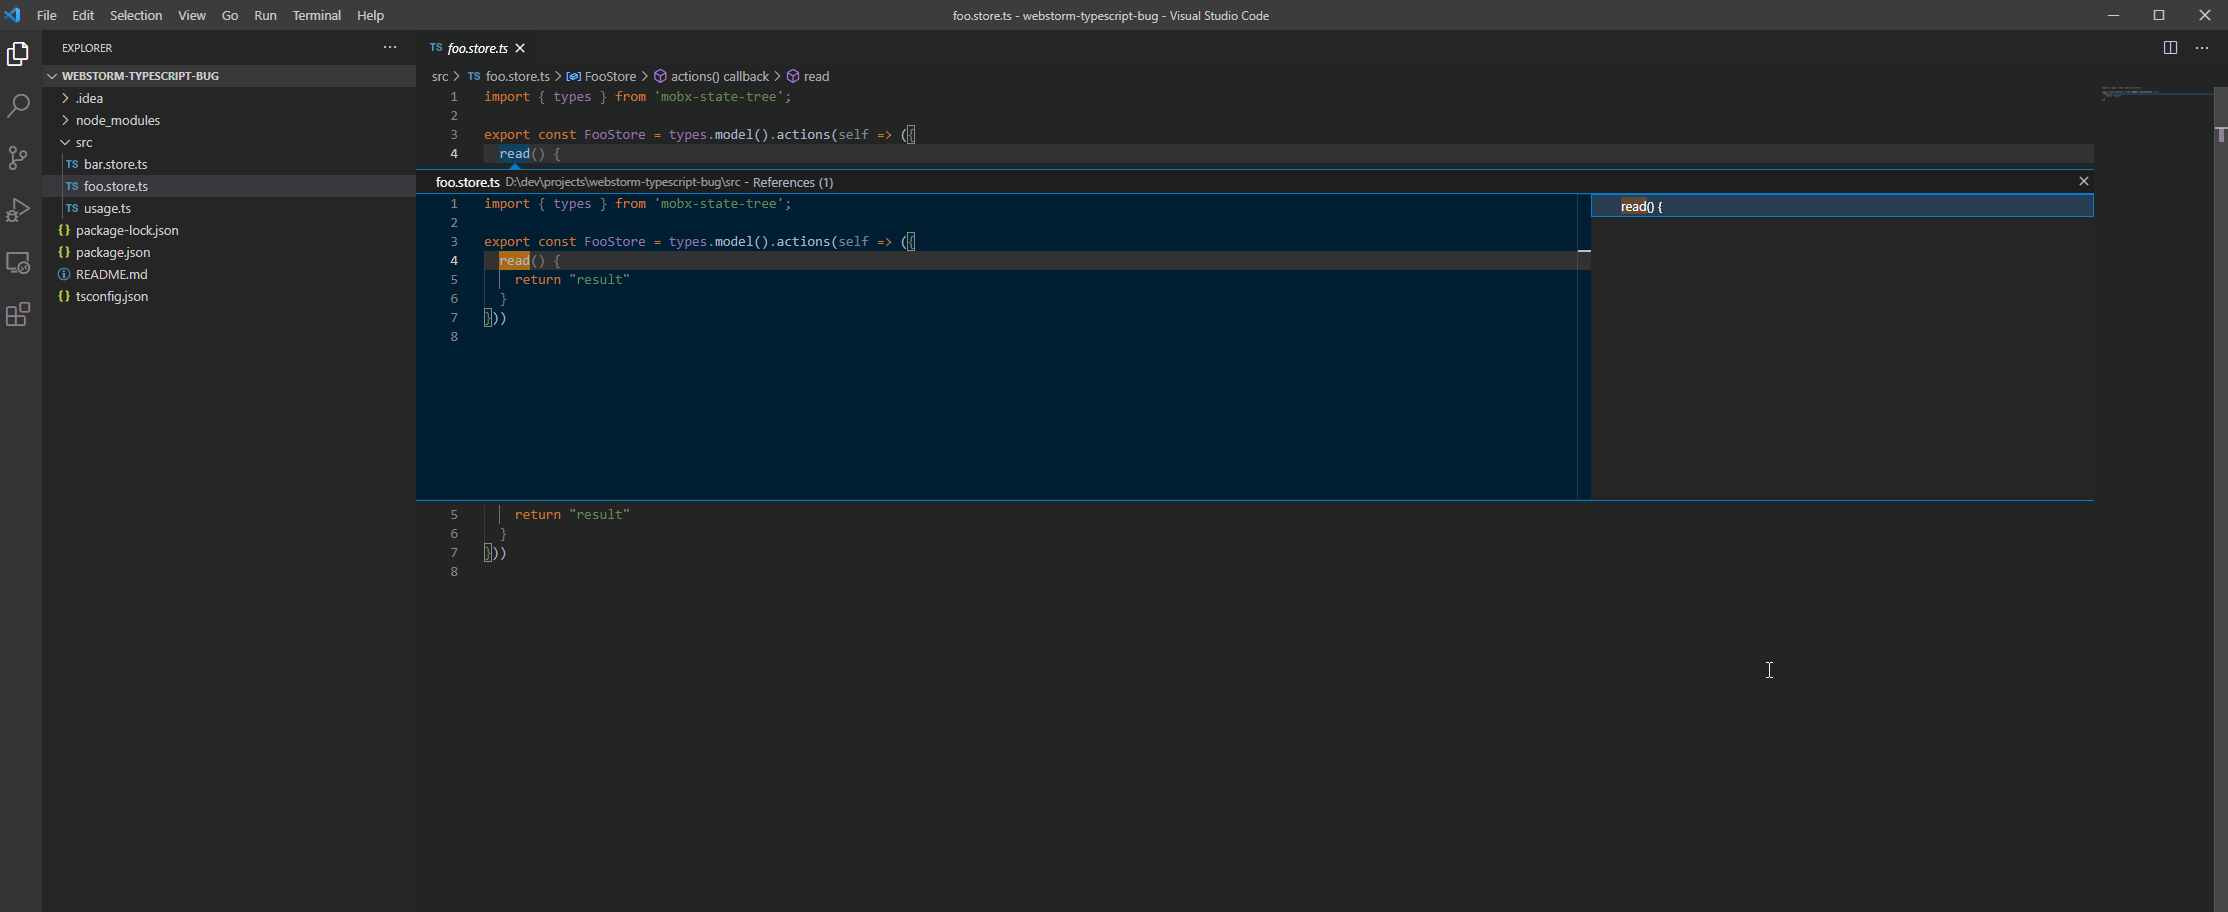 File Edit Selection View Go Run Terminal Help
foo.store.ts - webstorm-typescript-bug - Visual Studio Code
EXPLORER
WEBSTORM-TYPESCRIPT-BUG
.idea
node_modules
src
TS bar.store.ts
TS foo.store.ts
TS usage.ts
{} package-lock.json
{} package.json
README.md
{} tsconfig.json
TS foo.store.ts
src > TS foo.store.ts > FooStore > actions() callback > read
1 import { types } from 'mobx-state-tree';
2
3 export const FooStore = types.model().actions(self => ({
4 read() {
foo.store.ts D:\dev\projects\webstorm-typescript-bug\src - References (1)
1 import { types } from 'mobx-state-tree';
2
3 export const FooStore = types.model().actions(self => ({
4 read() {
5 return "result"
6 }
7 }))
8
read() {
5 return "result"
6 }
7 }))
8